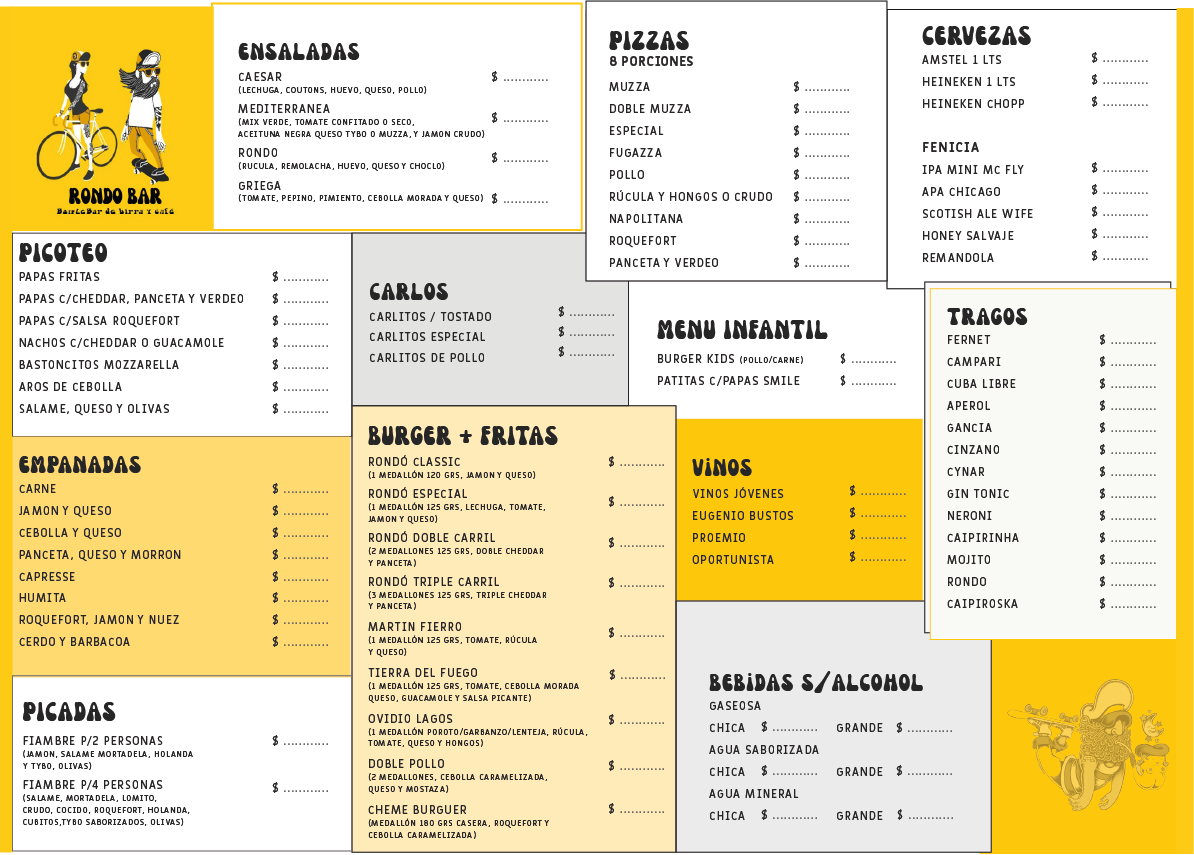 RONDO BAR
ENSALADAS
CAESAR $ ............
(LECHUGA, COUTONS, HUEVO, QUESO, POLLO)
MEDITERRANEA
(MIX VERDE, TOMATE CONFITADO O SECO, $ ............
ACEITUNA NEGRA QUESO TYBO O MUZZA, Y JAMON CRUDO)
RONDO $ ............
(RUCULA, REMOLACHA, HUEVO, QUESO Y CHOCLO)
GRIEGA
(TOMATE, PEPINO, PIMIENTO, CEBOLLA MORADA Y QUESO) $ ............
PIZZAS
8 PORCIONES
MUZZA $ ............
DOBLE MUZZA $ ............
ESPECIAL $ ............
FUGAZZA $ ............
POLLO $ ............
RÚCULA Y HONGOS O CRUDO $ ............
NAPOLITANA $ ............
ROQUEFORT $ ............
PANCETA Y VERDEO $ ............
CERVEZAS
AMSTEL 1 LTS $ ............
HEINEKEN 1 LTS $ ............
HEINEKEN CHOPP $ ............
FENICIA
IPA MINI MC FLY $ ............
APA CHICAGO $ ............
SCOTISH ALE WIFE $ ............
HONEY SALVAJE $ ............
REMANDOLA $ ............
PICOTEO
PAPAS FRITAS $ ............
PAPAS C/CHEDDAR, PANCETA Y VERDEO $ ............
PAPAS C/SALSA ROQUEFORT $ ............
NACHOS C/CHEDDAR O GUACAMOLE $ ............
BASTONCITOS MOZZARELLA $ ............
AROS DE CEBOLLA $ ............
SALAME, QUESO Y OLIVAS $ ............
CARLOS
CARLITOS / TOSTADO $ ............
CARLITOS ESPECIAL $ ............
CARLITOS DE POLLO $ ............
MENU INFANTIL
BURGER KIDS (POLLO/CARNE) $ ............
PATITAS C/PAPAS SMILE $ ............
TRAGOS
FERNET $ ............
CAMPARI $ ............
CUBA LIBRE $ ............
APEROL $ ............
GANCIA $ ............
CINZANO $ ............
CYNAR $ ............
GIN TONIC $ ............
NERONI $ ............
CAIPIRINHA $ ............
MOJITO $ ............
RONDO $ ............
CAIPIROSKA $ ............
EMPANADAS
CARNE $ ............
JAMON Y QUESO $ ............
CEBOLLA Y QUESO $ ............
PANCETA, QUESO Y MORRON $ ............
CAPRESSE $ ............
HUMITA $ ............
ROQUEFORT, JAMON Y NUEZ $ ............
CERDO Y BARBACOA $ ............
BURGER + FRITAS
RONDÓ CLASSIC $ ............
(1 MEDALLÓN 120 GRS, JAMON Y QUESO)
RONDÓ ESPECIAL $ ............
(1 MEDALLÓN 125 GRS, LECHUGA, TOMATE,
JAMON Y QUESO)
RONDÓ DOBLE CARRIL $ ............
(2 MEDALLONES 125 GRS, DOBLE CHEDDAR
Y PANCETA)
RONDÓ TRIPLE CARRIL $ ............
(3 MEDALLONES 125 GRS, TRIPLE CHEDDAR
Y PANCETA)
MARTIN FIERRO $ ............
(1 MEDALLÓN 125 GRS, TOMATE, RÚCULA
Y QUESO)
TIERRA DEL FUEGO $ ............
(1 MEDALLÓN 125 GRS, TOMATE, CEBOLLA MORADA
QUESO, GUACAMOLE Y SALSA PICANTE)
OVIDIO LAGOS $ ............
(1 MEDALLÓN POROTO/GARBANZO/LENTEJA, RÚCULA,
TOMATE, QUESO Y HONGOS)
DOBLE POLLO $ ............
(2 MEDALLONES, CEBOLLA CARAMELIZADA,
QUESO Y MOSTAZA)
CHEME BURGUER $ ............
(MEDALLÓN 180 GRS CASERA, ROQUEFORT Y
CEBOLLA CARAMELIZADA)
VINOS
VINOS JÓVENES $ ............
EUGENIO BUSTOS $ ............
PROEMIO $ ............
OPORTUNISTA $ ............
PICADAS
FIAMBRE P/2 PERSONAS $ ............
(JAMON, SALAME MORTADELA, HOLANDA
Y TYBO, OLIVAS)
FIAMBRE P/4 PERSONAS $ ............
(SALAME, MORTADELA, LOMITO,
CRUDO, COCIDO, ROQUEFORT, HOLANDA,
CUBITOS,TYBO SABORIZADOS, OLIVAS)
BEBIDAS S/ALCOHOL
GASEOSA
CHICA $ ............ GRANDE $ ............
AGUA SABORIZADA
CHICA $ ............ GRANDE $ ............
AGUA MINERAL
CHICA $ ............ GRANDE $ ............